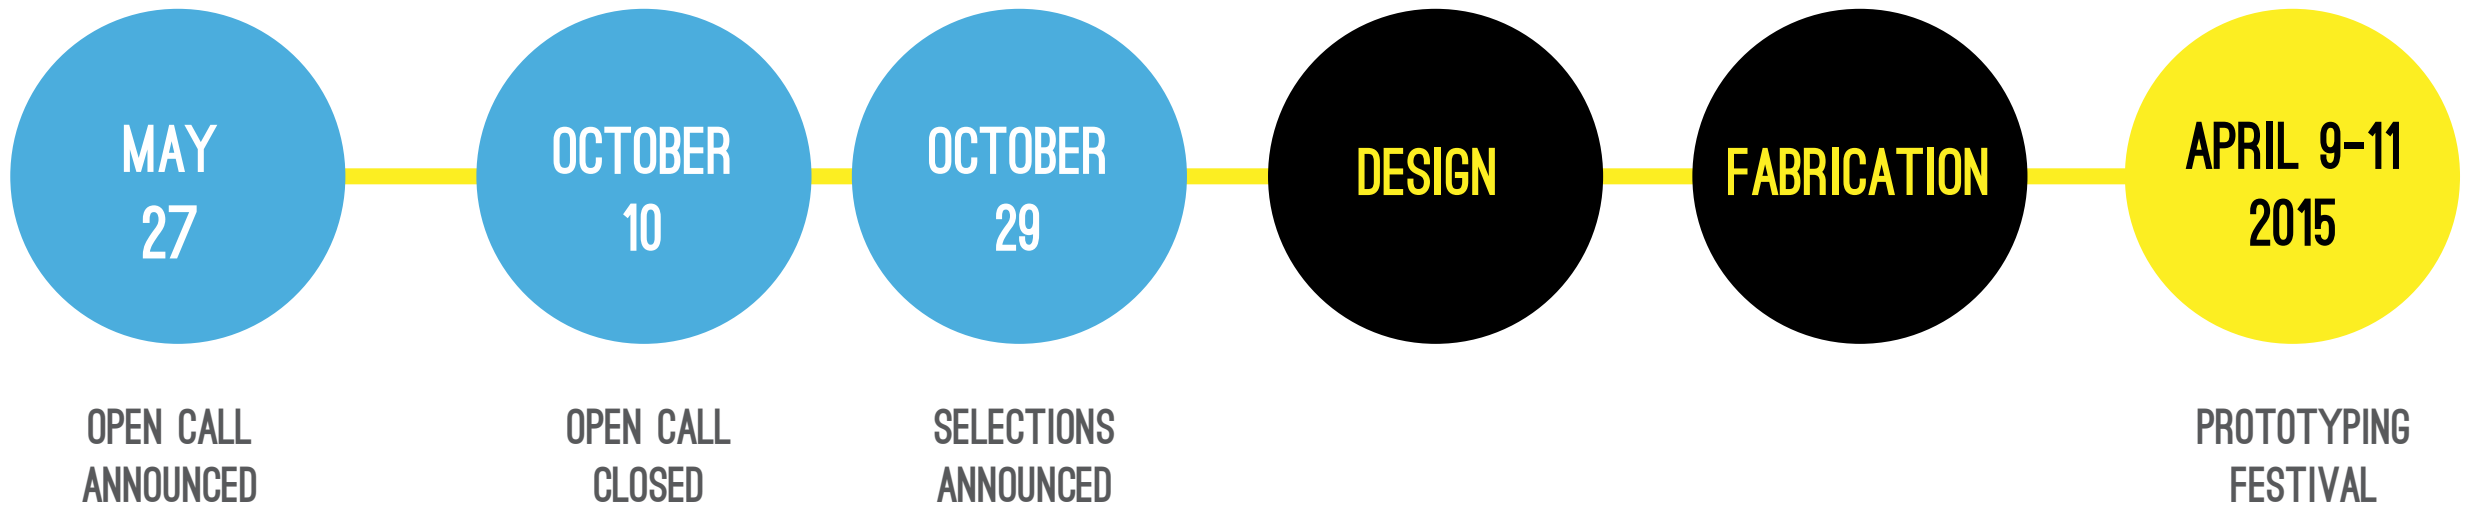 MAY
27
OPEN CALL
ANNOUNCED
OCTOBER
10
OPEN CALL
CLOSED
OCTOBER
29
SELECTIONS
ANNOUNCED
DESIGN
FABRICATION
APRIL 9-11
2015
PROTOTYPING
FESTIVAL